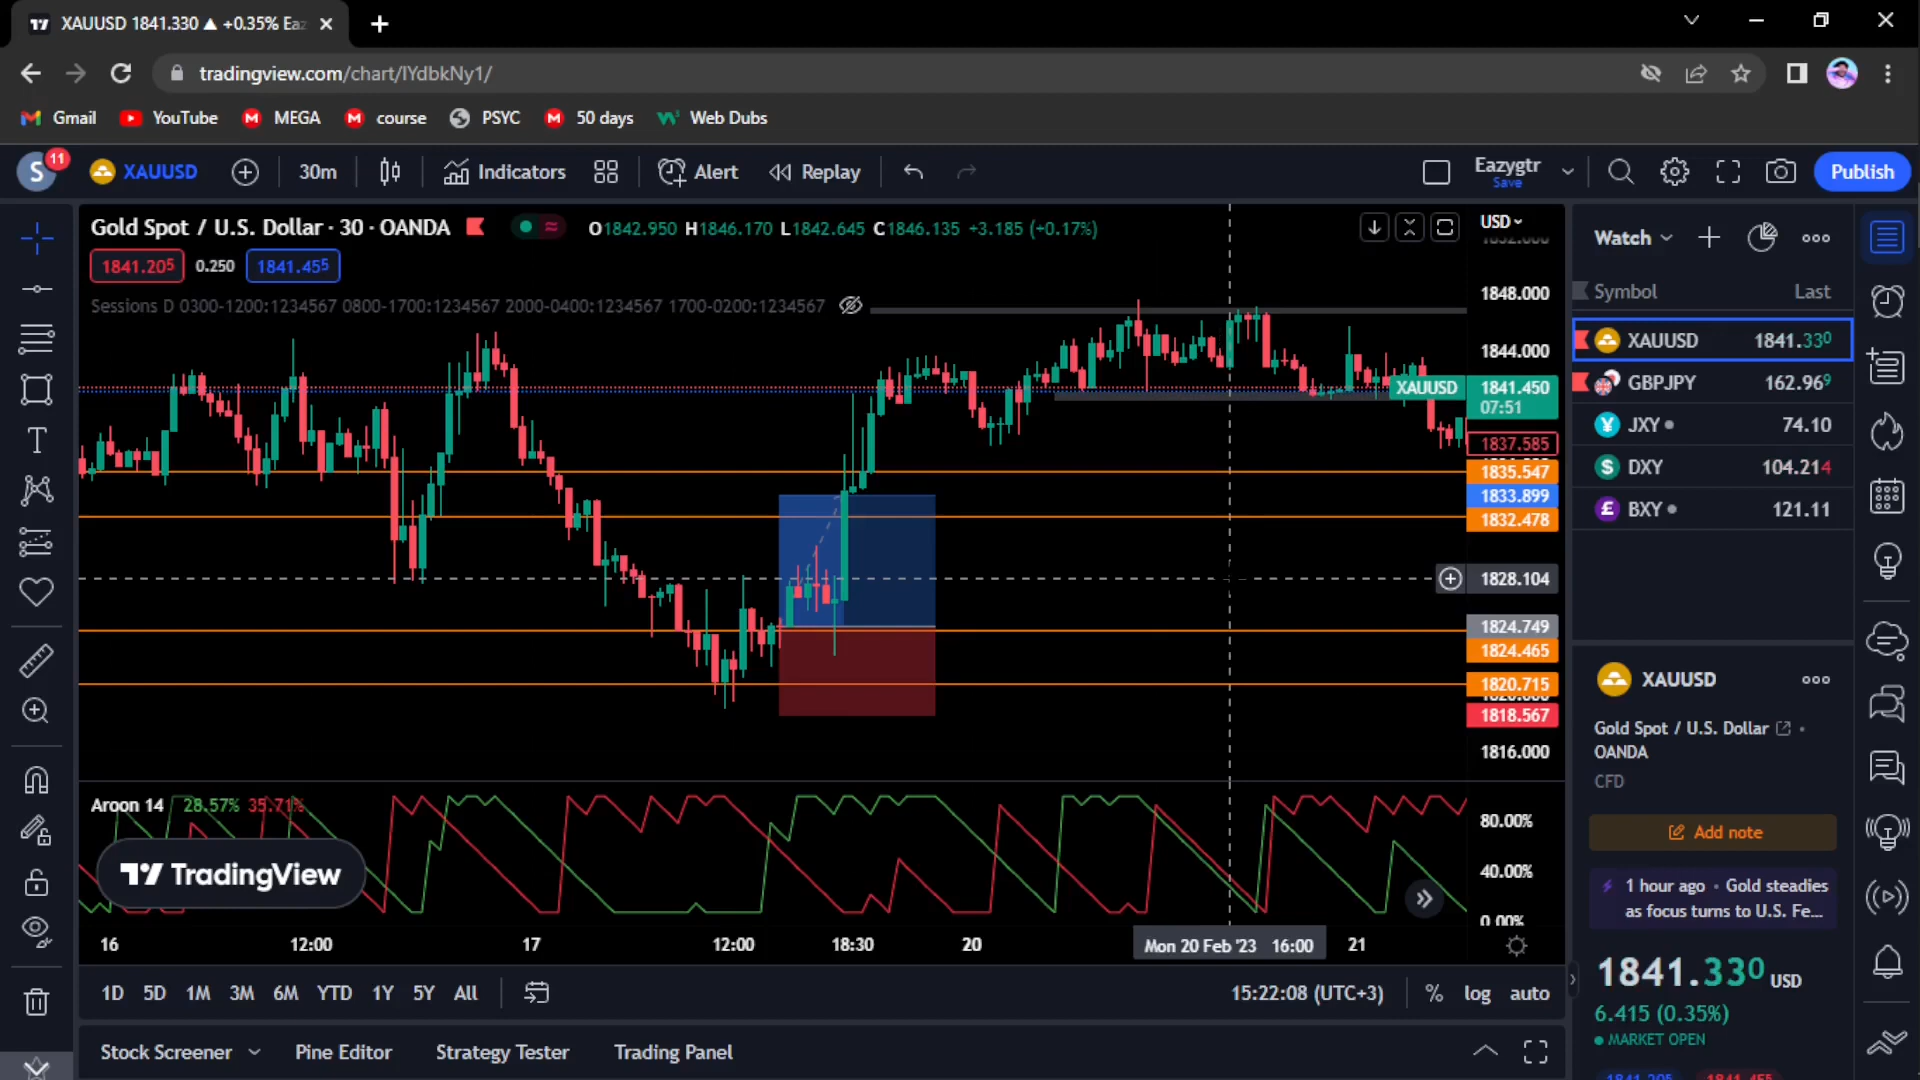 XAUUSD 1841.330 ▲ +0.35% Eaz
tradingview.com/chart/IYdbkNy1/
Gmail YouTube MEGA course PSYC 50 days Web Dubs
S 11 XAUUSD 30m Indicators Alert Replay Eazygtr Save Publish
Gold Spot / U.S. Dollar · 30 · OANDA O1842.950 H1846.170 L1842.645 C1846.135 +3.185 (+0.17%)
1841.205 0.250 1841.455
Sessions D 0300-1200:1234567 0800-1700:1234567 2000-0400:1234567 1700-0200:1234567
USD
1848.000
1844.000
XAUUSD 1841.450
07:51
1837.585
1835.547
1833.899
1832.478
1828.104
1824.749
1824.465
1820.715
1818.567
1816.000
Aroon 14 28.57% 35.71%
80.00%
40.00%
0.00%
TradingView
16 12:00 17 12:00 18:30 20 Mon 20 Feb '23 16:00 21
1D 5D 1M 3M 6M YTD 1Y 5Y All
15:22:08 (UTC+3) % log auto
Stock Screener Pine Editor Strategy Tester Trading Panel
Watch
Symbol Last
XAUUSD 1841.330
GBPJPY 162.969
JXY 74.10
DXY 104.214
BXY 121.11
XAUUSD
Gold Spot / U.S. Dollar
OANDA
CFD
Add note
1 hour ago · Gold steadies
as focus turns to U.S. Fe...
1841.330 USD
6.415 (0.35%)
MARKET OPEN
1841.205 1841.455